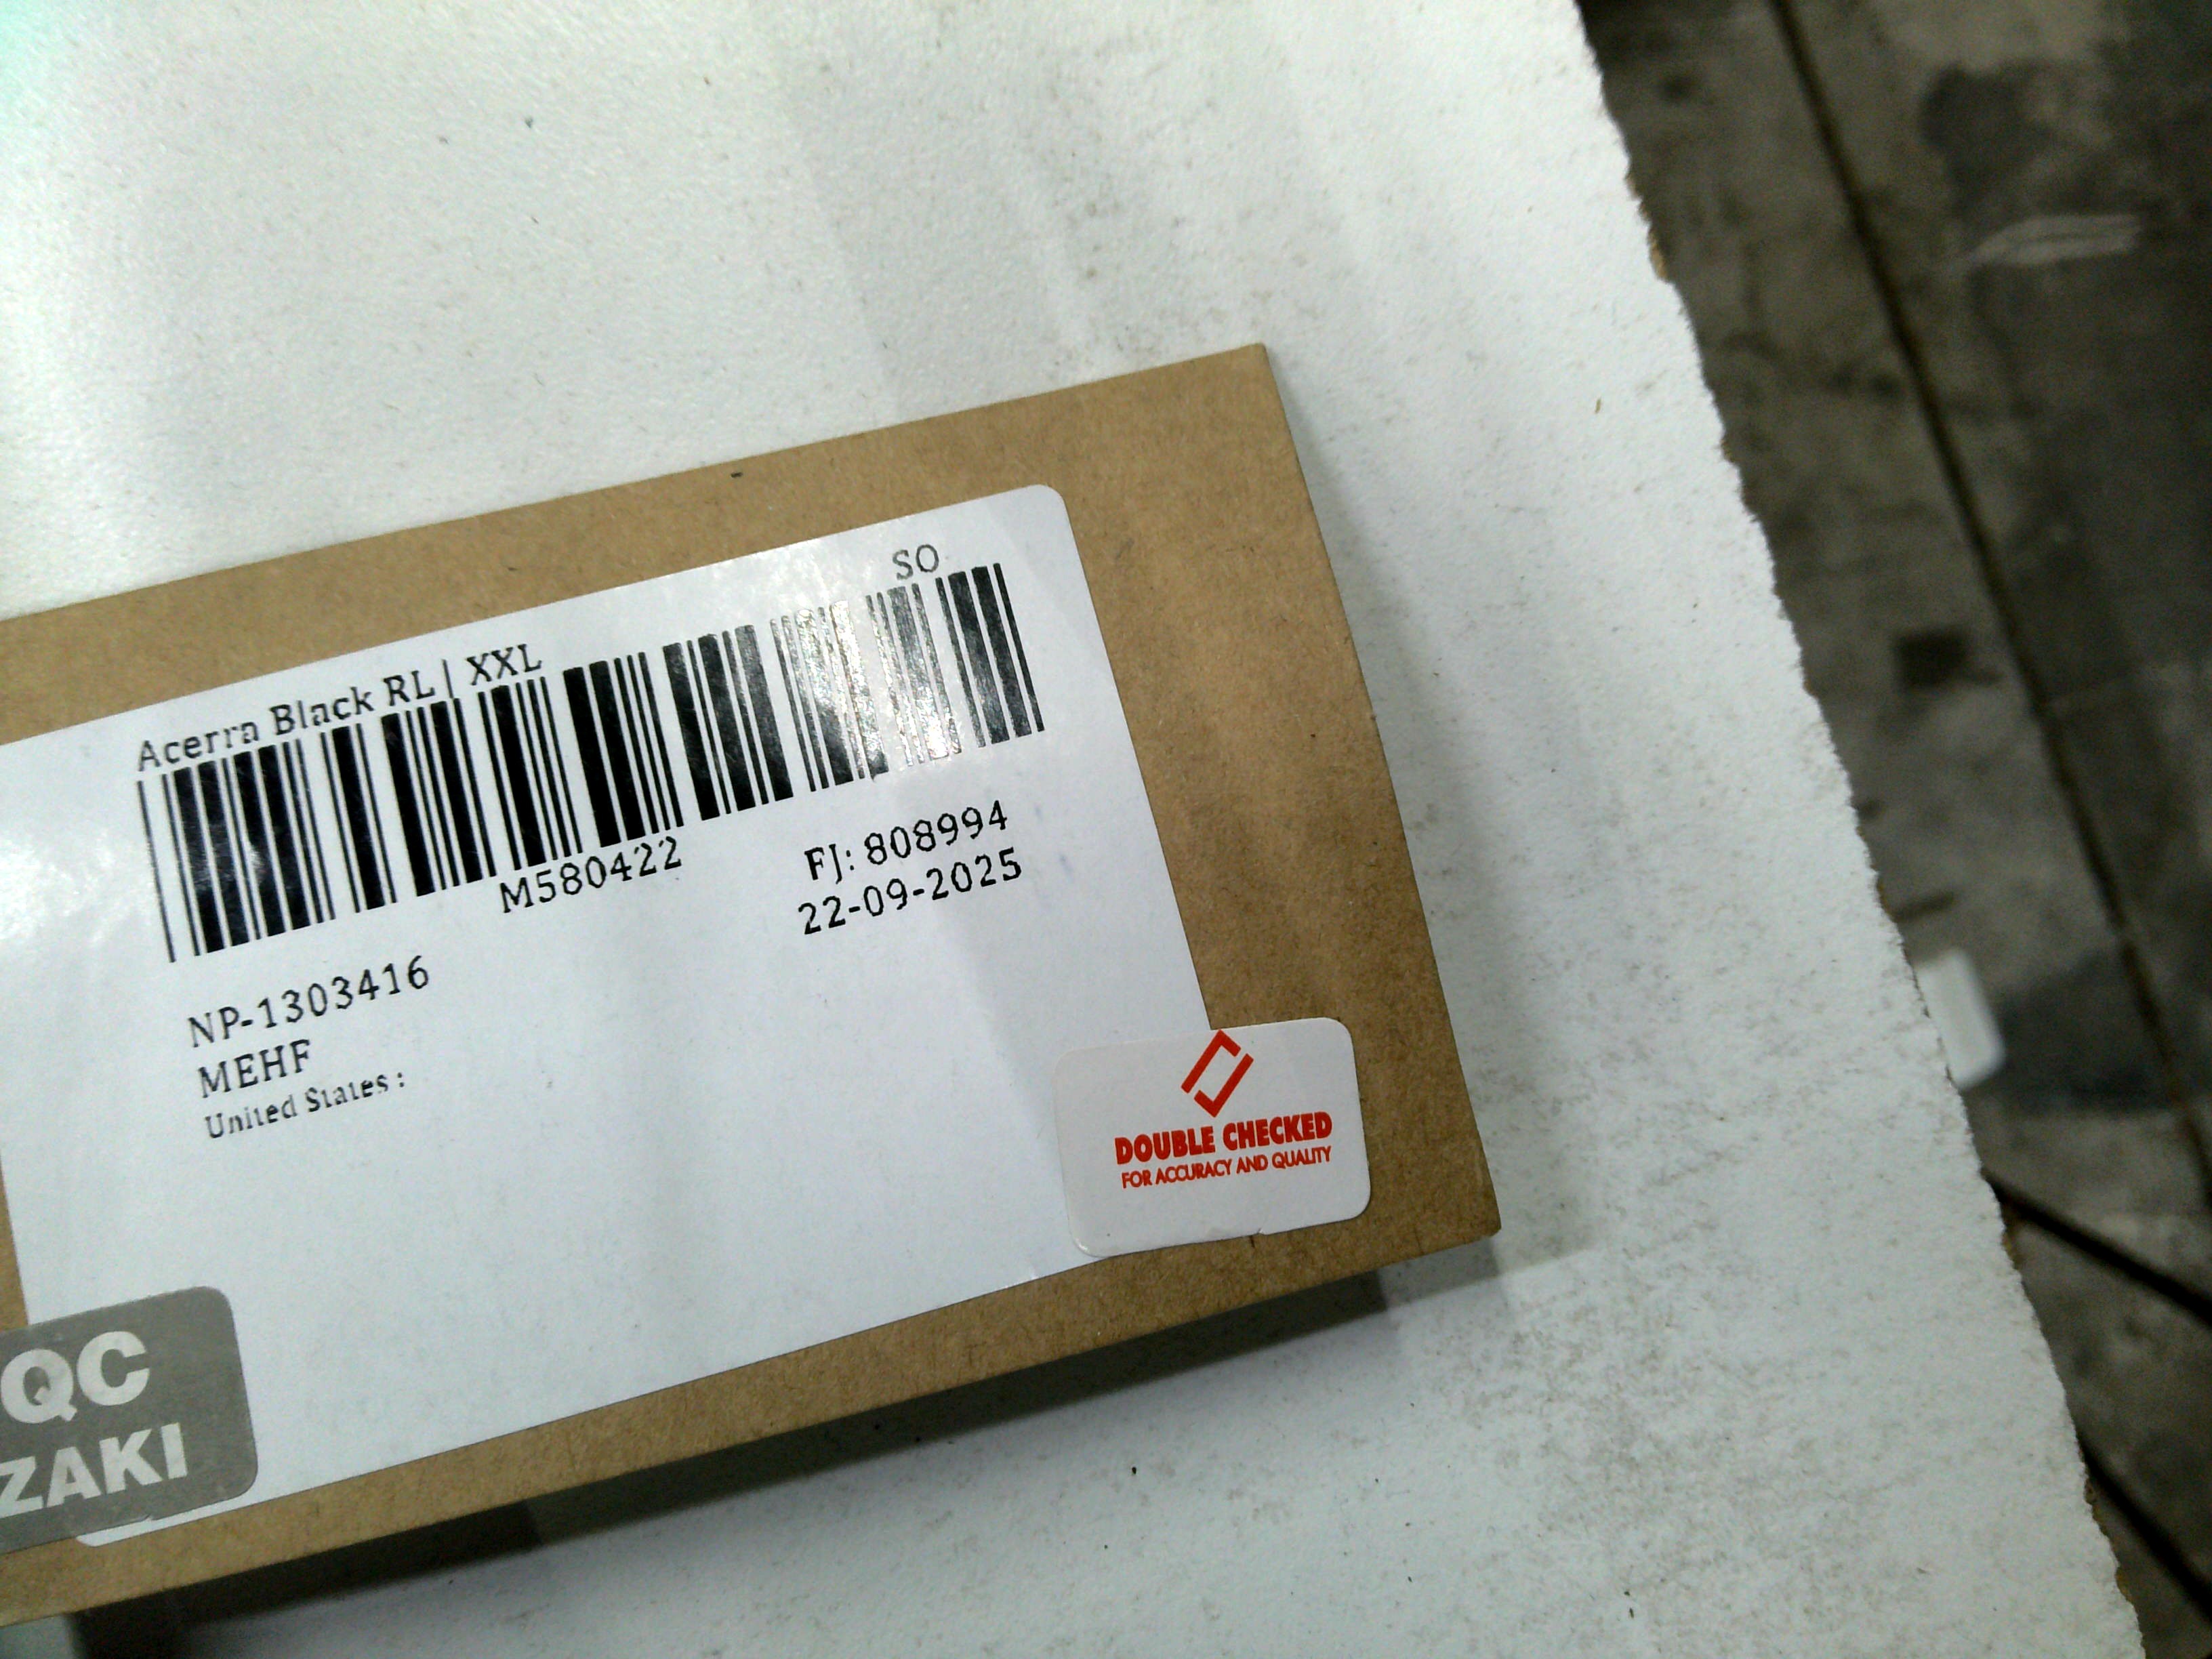 SO
Acerra Black RL | XXL
M580422
FJ: 808994
22-09-2025
NP-1303416
MEHF
United States :
DOUBLE CHECKED
FOR ACCURACY AND QUALITY
QC
ZAKI